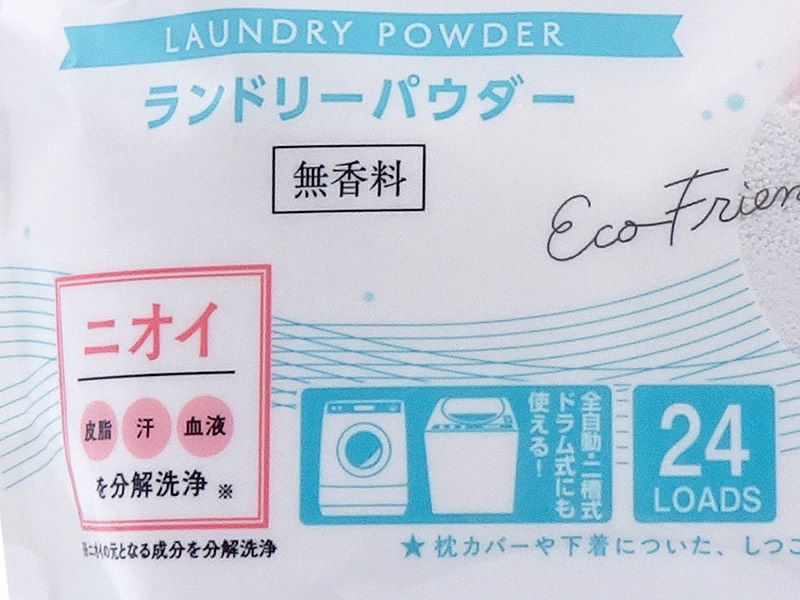 LAUNDRY POWDER
ランドリーパウダー
無香料
Eco-Frien
ニオイ
皮脂 汗 血液
を分解洗浄※
ニオイの元となる成分を分解洗浄
全自動・二槽式
ドラム式にも
使える!
24
LOADS
★枕カバーや下着についた、しつこ